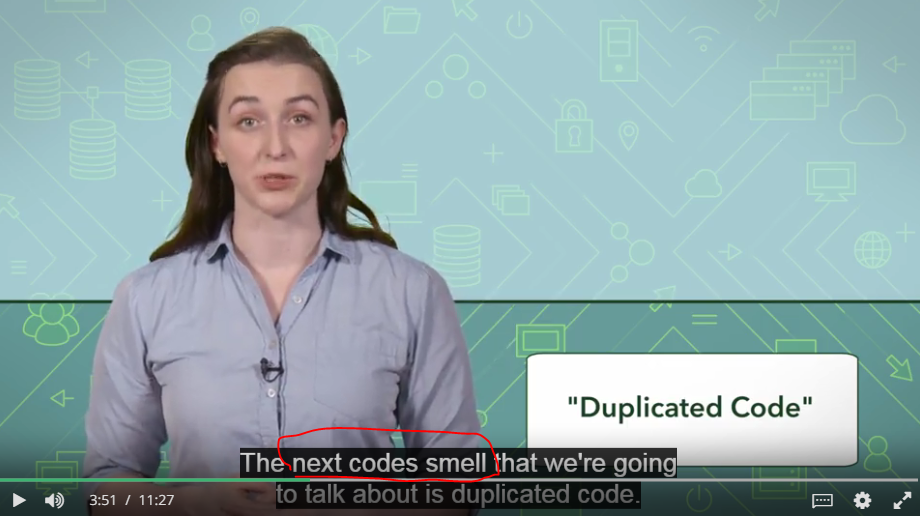 "Duplicated Code"
The next codes smell that we're going
to talk about is duplicated code.
3:51 / 11:27